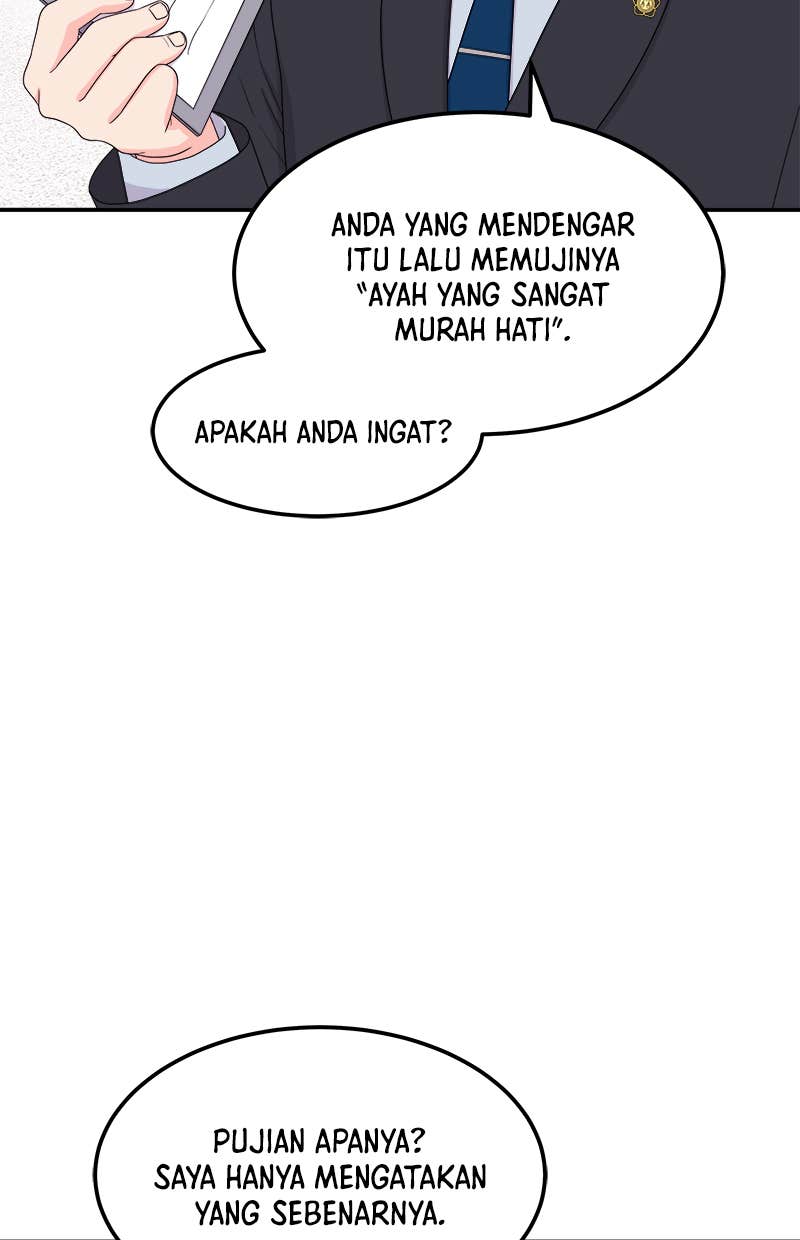 ANDA YANG MENDENGAR
ITU LALU MEMUJINYA
“AYAH YANG SANGAT
MURAH HATI”.
APAKAH ANDA INGAT?
PUJIAN APANYA?
SAYA HANYA MENGATAKAN
YANG SEBENARNYA.